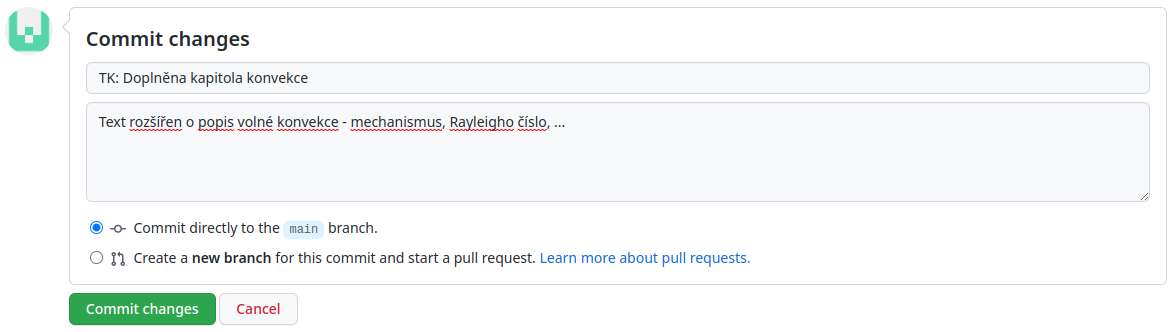 Commit changes
TK: Doplněna kapitola konvekce
Text rozšířen o popis volné konvekce - mechanismus, Rayleigho číslo, ...
Commit directly to the main branch.
Create a new branch for this commit and start a pull request. Learn more about pull requests.
Commit changes Cancel